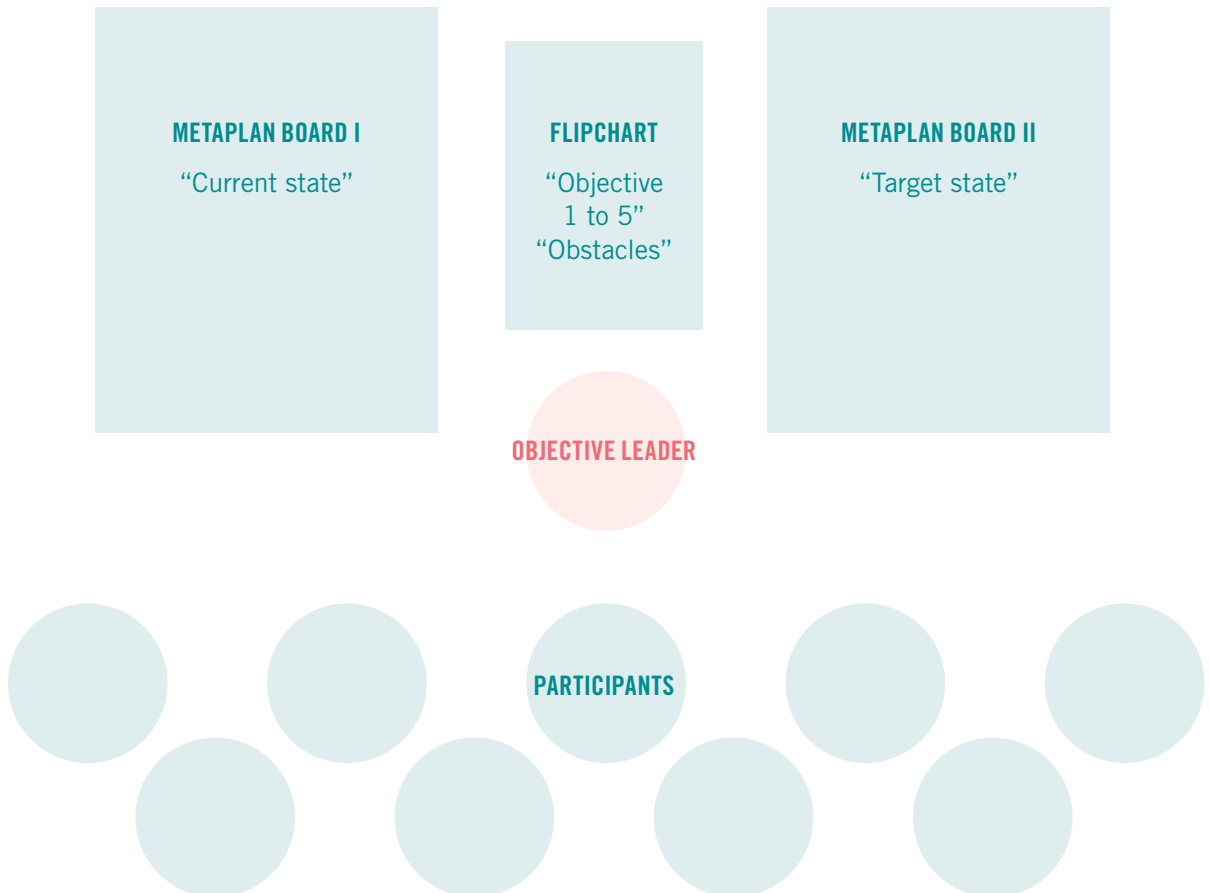 METAPLAN BOARD I
“Current state”
FLIPCHART
“Objective
1 to 5”
“Obstacles”
METAPLAN BOARD II
“Target state”
OBJECTIVE LEADER
PARTICIPANTS